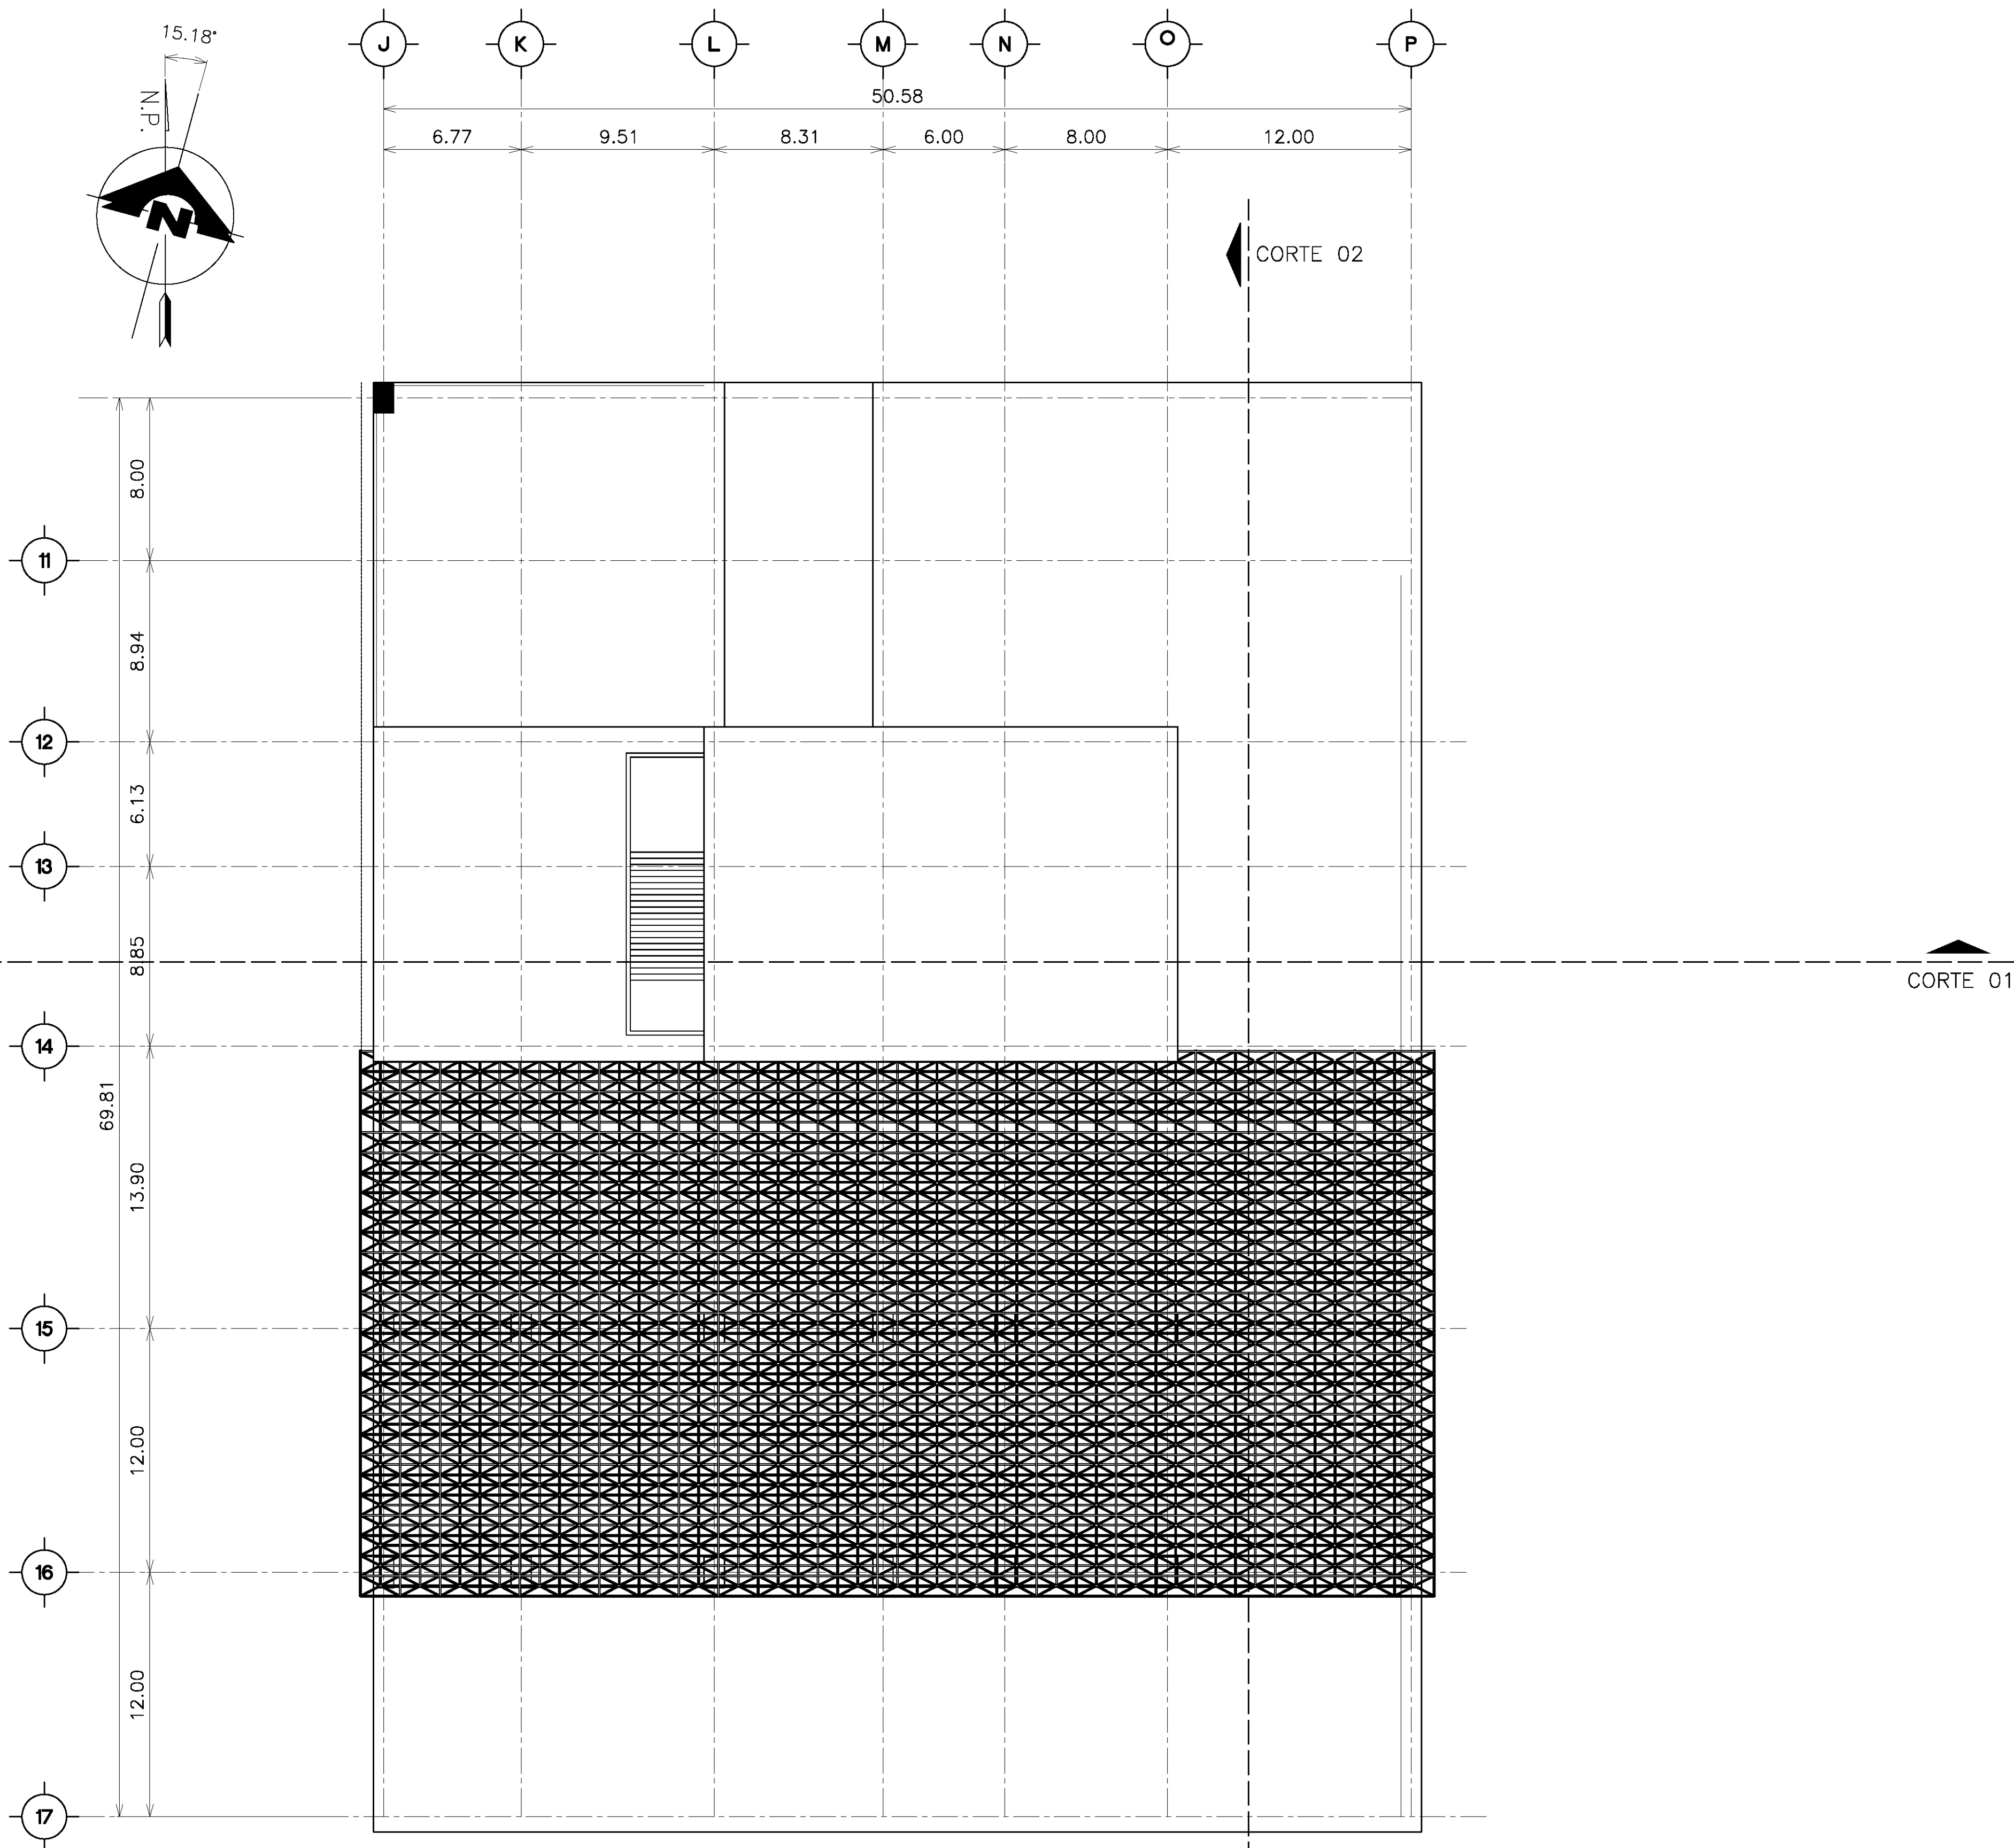 15.18°
N.P.
N
J K L M N O P
50.58
6.77 9.51 8.31 6.00 8.00 12.00
CORTE 02
8.00
11
8.94
12
6.13
13
8.85
CORTE 01
14
69.81
13.90
15
12.00
16
12.00
17